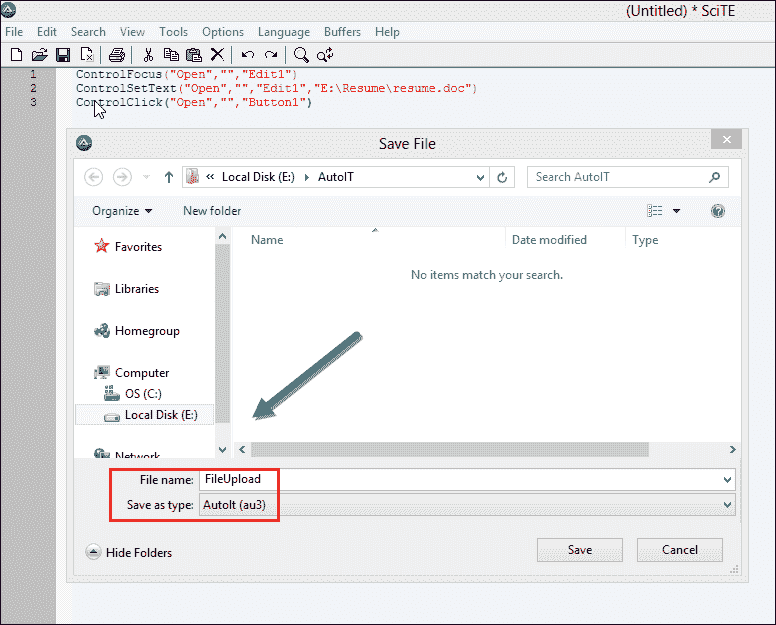 (Untitled) * SciTE
File Edit Search View Tools Options Language Buffers Help
1 ControlFocus("Open","","Edit1")
2 ControlSetText("Open","","Edit1","E:\Resume\resume.doc")
3 ControlClick("Open","","Button1")
Save File
« Local Disk (E:) AutoIT
Search AutoIT
Organize New folder
Name Date modified Type
No items match your search.
Favorites
Libraries
Homegroup
Computer
OS (C:)
Local Disk (E:)
Network
File name: FileUpload
Save as type: AutoIt (au3)
Hide Folders Save Cancel